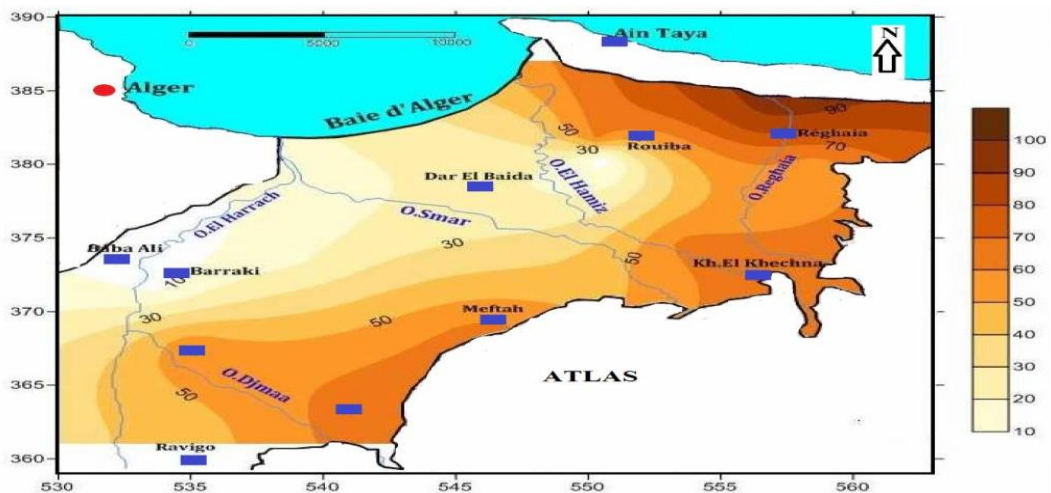 390
385
380
375
370
365
360
530
535
540
545
550
555
560
0
5000
10000
Ain Taya
N
Alger
Baie d'Alger
90
50
Rouiba
Réghaia
70
30
Dar El Baida
O.El Hamiz
O.Reghaia
O.El Harrach
O.Smar
30
Baba Ali
Barraki
10
50
Kh.El Khechna
Meftah
30
50
ATLAS
O.Djmaa
50
Ravigo
100
90
80
70
60
50
40
30
20
10